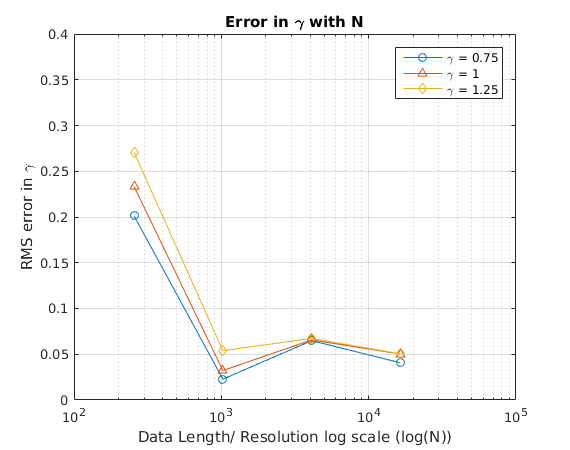 Error in γ with N
0.4
0.35
0.3
0.25
0.2
0.15
0.1
0.05
0
RMS error in γ
γ = 0.75
γ = 1
γ = 1.25
10² 10³ 10⁴ 10⁵
Data Length/ Resolution log scale (log(N))